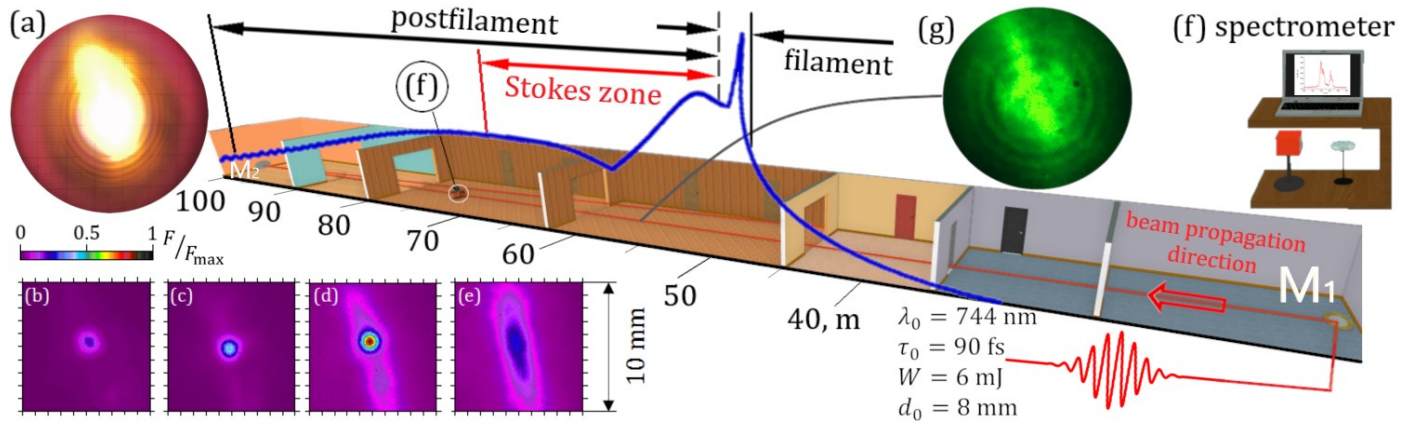 (a)
postfilament
filament
Stokes zone
(f)
(g)
(f) spectrometer
M₂
100
90
80
70
60
50
40, m
0
0.5
1
F/Fmax
(b)
(c)
(d)
(e)
10 mm
beam propagation
direction
M₁
λ₀ = 744 nm
τ₀ = 90 fs
W = 6 mJ
d₀ = 8 mm